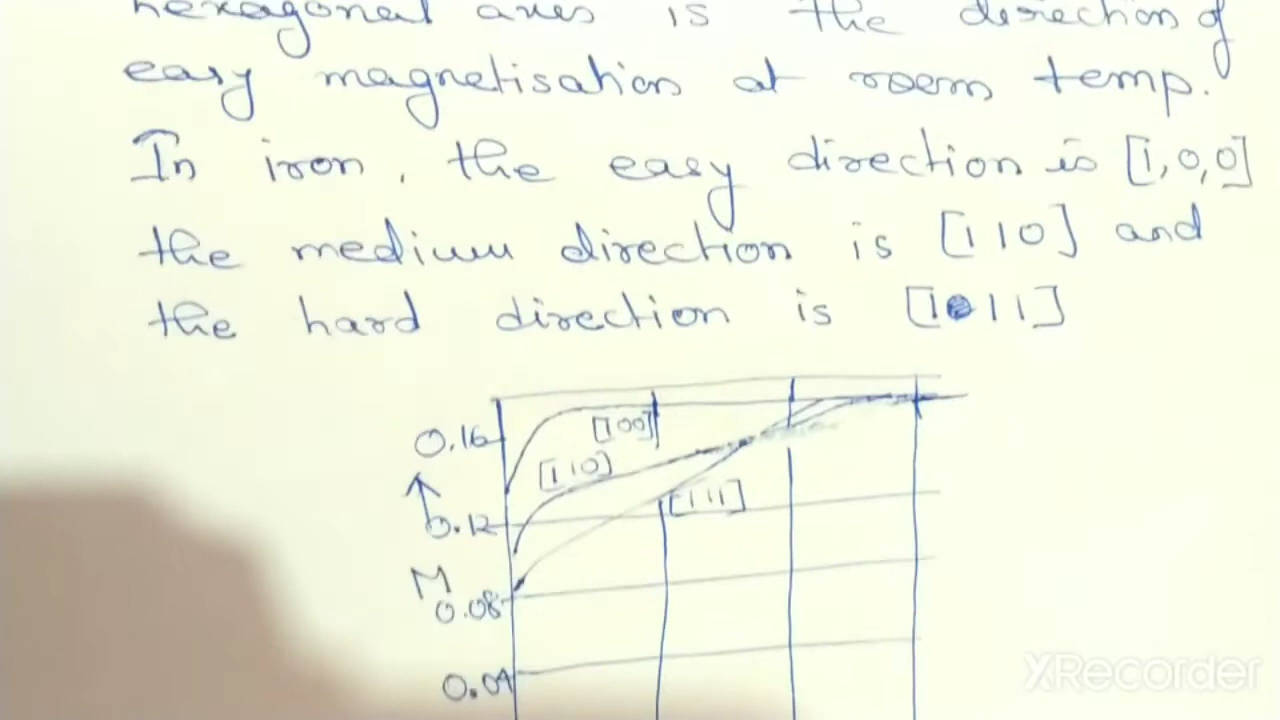 hexagonal axes is the direction of
easy magnetisation at room temp.
In iron, the easy direction is [1,0,0]
the medium direction is [110] and
the hard direction is [111]
0.16
[100]
[110]
[111]
0.12
M
0.08
0.04
XRecorder